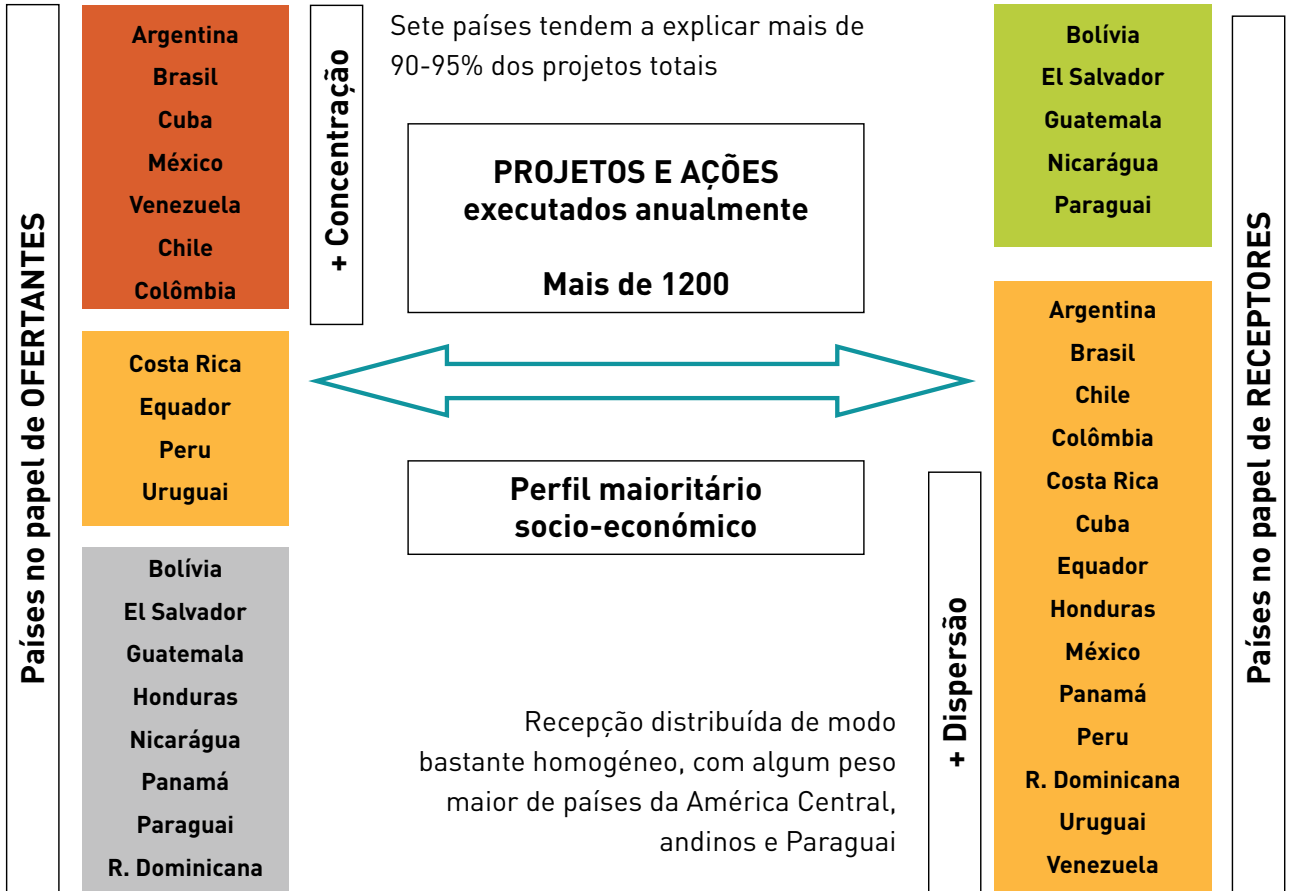 Países no papel de OFERTANTES
Argentina
Brasil
Cuba
México
Venezuela
Chile
Colômbia
Costa Rica
Equador
Peru
Uruguai
Bolívia
El Salvador
Guatemala
Honduras
Nicarágua
Panamá
Paraguai
R. Dominicana
+ Concentração
Sete países tendem a explicar mais de
90-95% dos projetos totais
PROJETOS E AÇÕES
executados anualmente
Mais de 1200
Perfil maioritário
socio-económico
Recepção distribuída de modo
bastante homogéneo, com algum peso
maior de países da América Central,
andinos e Paraguai
+ Dispersão
Bolívia
El Salvador
Guatemala
Nicarágua
Paraguai
Argentina
Brasil
Chile
Colômbia
Costa Rica
Cuba
Equador
Honduras
México
Panamá
Peru
R. Dominicana
Uruguai
Venezuela
Países no papel de RECEPTORES